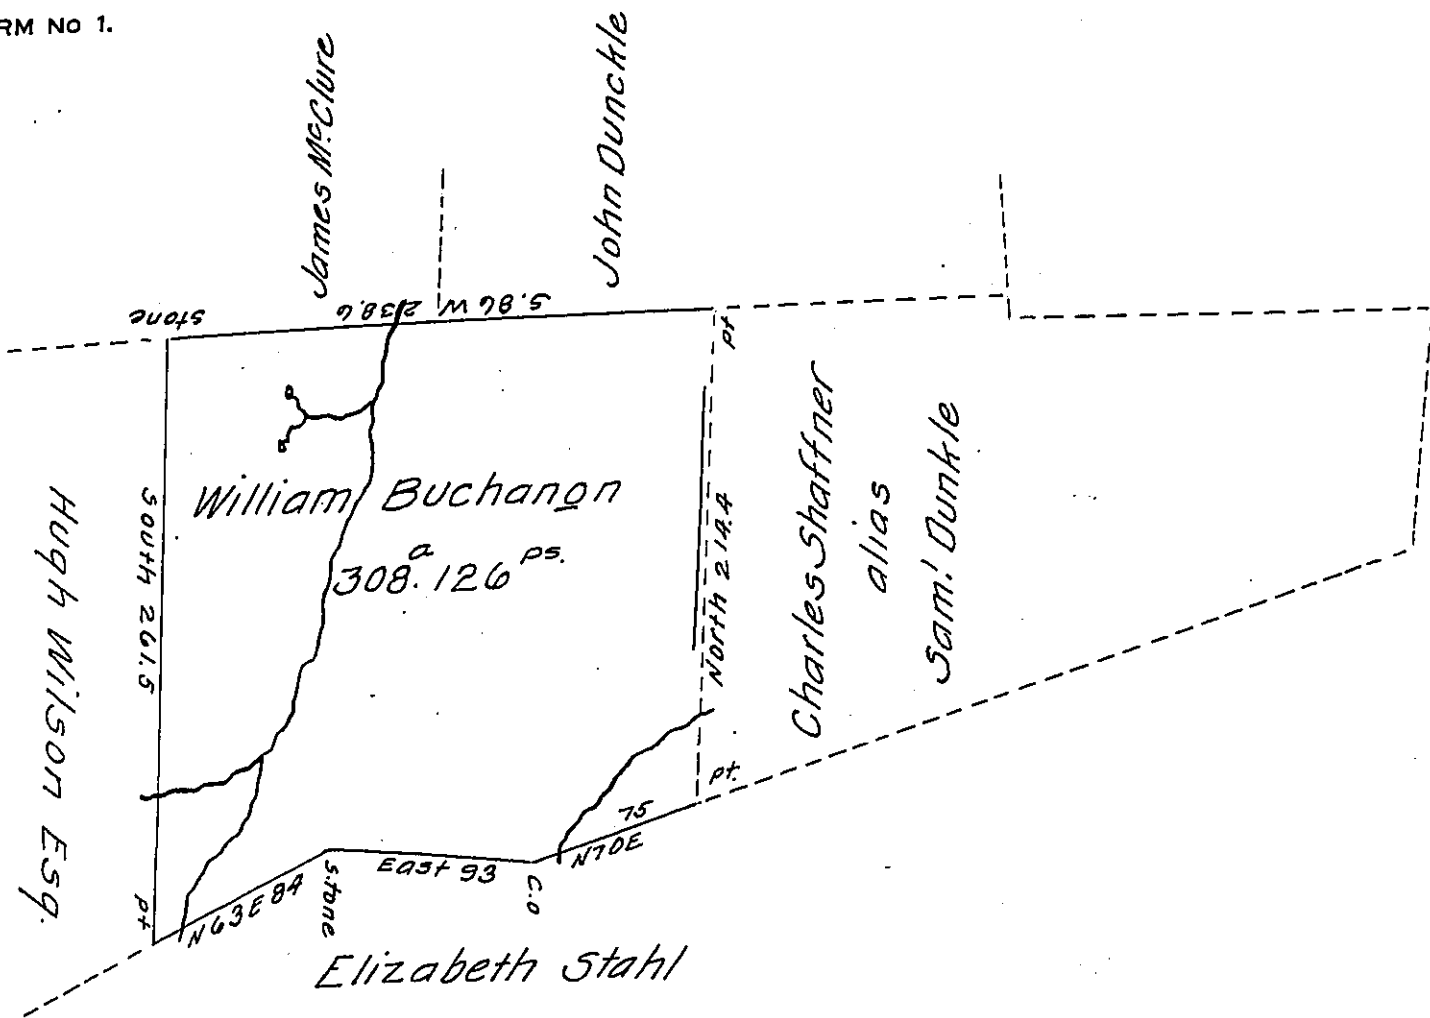 RM No 1.
James McClure
John Dunckle
stone
S.86 W 238.6
pt
William Buchanon
308.a 126 ps.
South 261.5
Hugh Wilson Esq.
North 214.4
Charles Shaffner
alias
Sam! Dunkle
pt.
75
N70E
C.O
East 93
stone
N63E 84
pt
Elizabeth Stahl